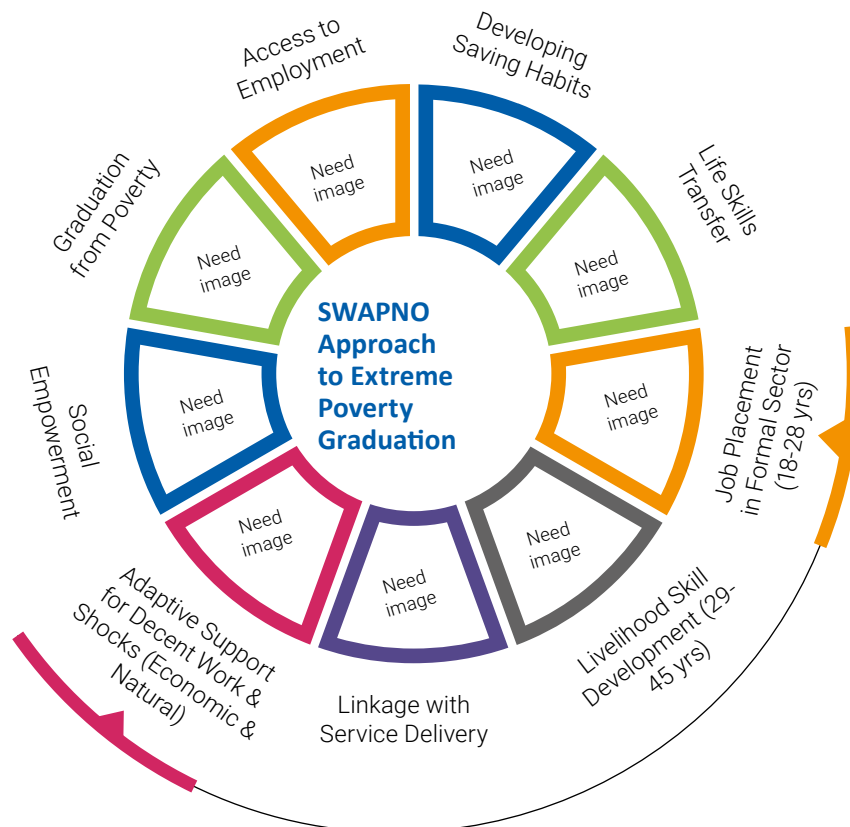 Access to
Employment
Need
image
Developing
Saving Habits
Need
image
Life Skills
Transfer
Need
image
Job Placement
in Formal Sector
(18-28 yrs)
Need
image
Livelihood Skill
Development (29-
45 yrs)
Need
image
Linkage with
Service Delivery
Need
image
Adaptive Support
for Decent Work &
Shocks (Economic &
Natural)
Need
image
Social
Empowerment
Need
image
Graduation
from Poverty
Need
image
SWAPNO
Approach
to Extreme
Poverty
Graduation